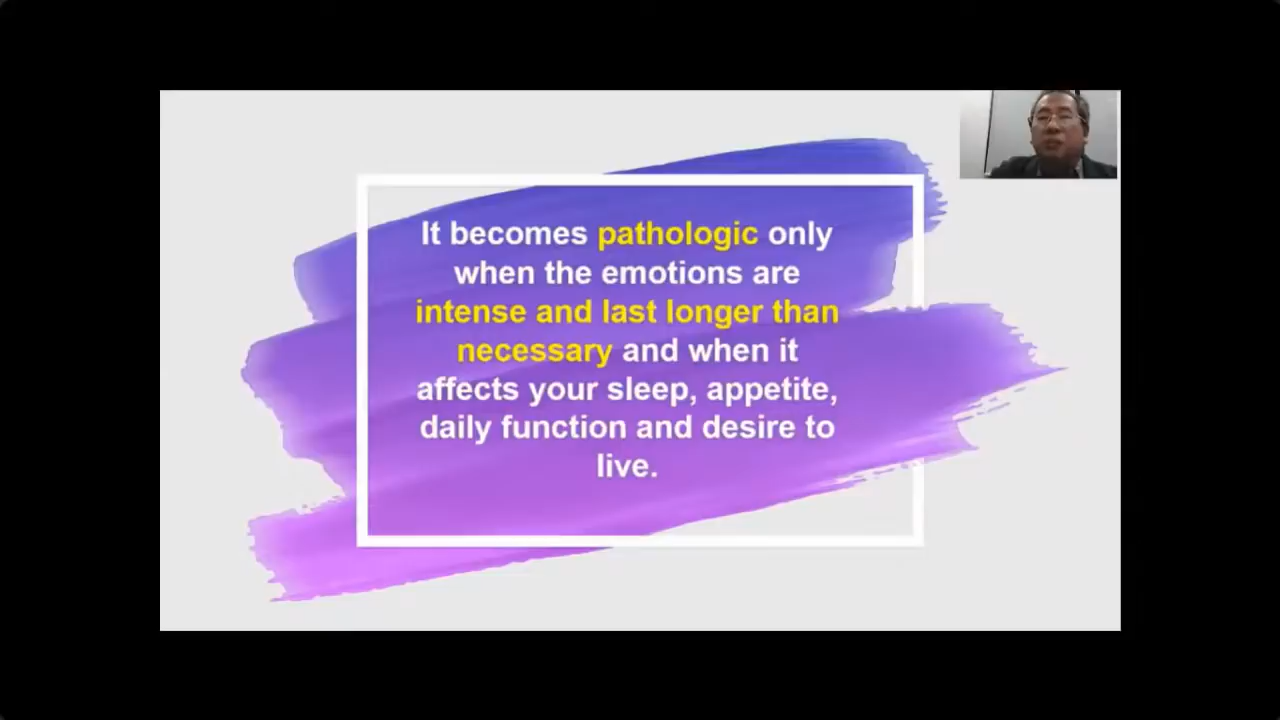 It becomes pathologic only
when the emotions are
intense and last longer than
necessary and when it
affects your sleep, appetite,
daily function and desire to
live.